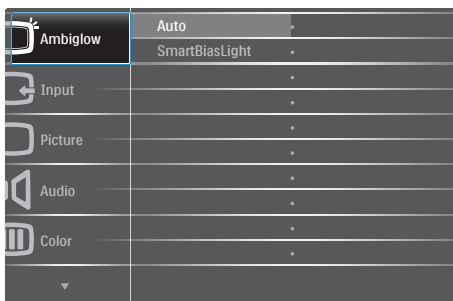 Ambiglow
Auto
SmartBiasLight
Input
Picture
Audio
Color